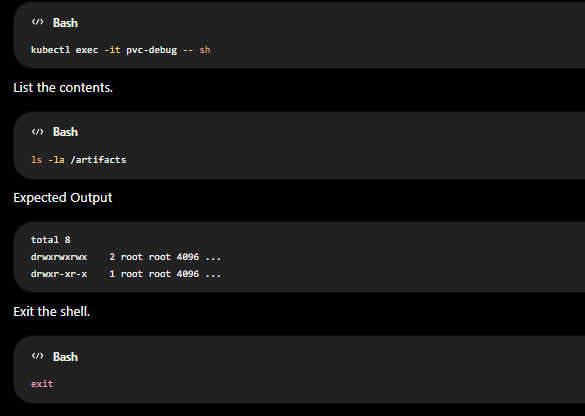 Bash
kubectl exec -it pvc-debug -- sh
List the contents.
Bash
ls -la /artifacts
Expected Output
total 8
drwxrwxrwx    2 root root 4096 ...
drwxr-xr-x    1 root root 4096 ...
Exit the shell.
Bash
exit